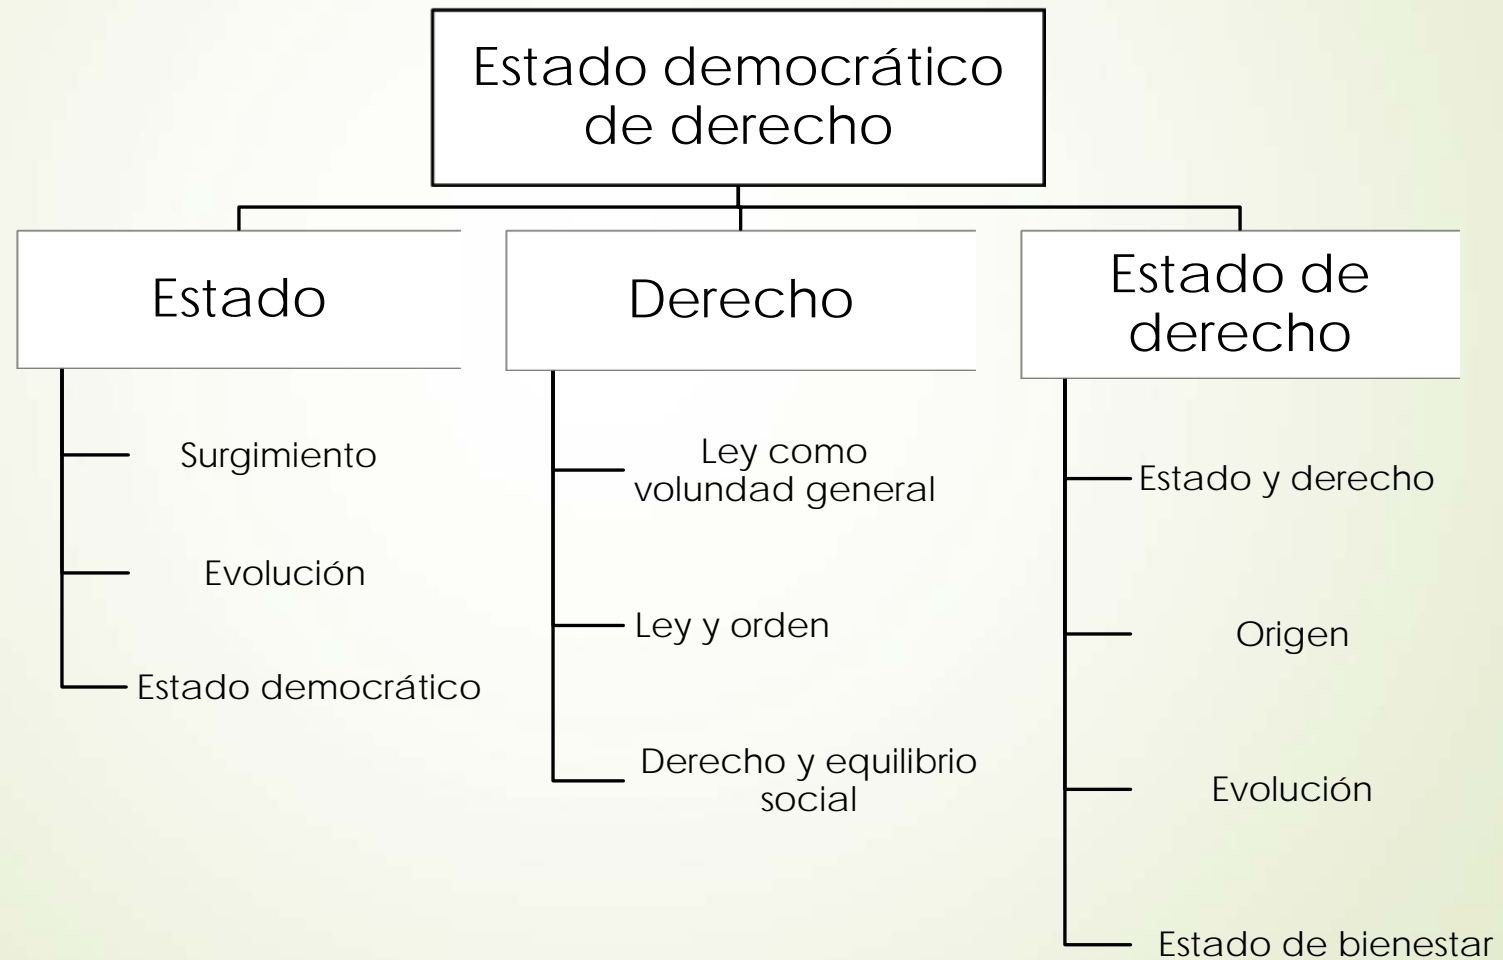 Estado democrático
de derecho
Estado
Surgimiento
Evolución
Estado democrático
Derecho
Ley como
volundad general
Ley y orden
Derecho y equilibrio
social
Estado de
derecho
Estado y derecho
Origen
Evolución
Estado de bienestar